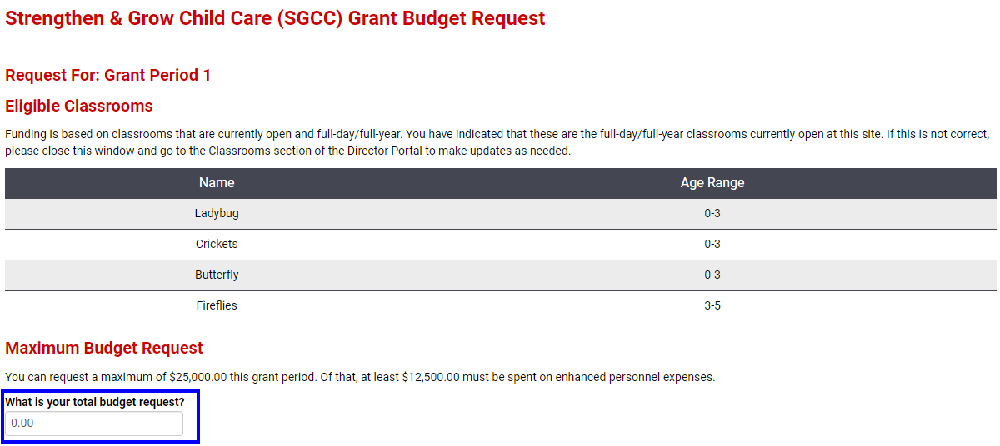 Strengthen & Grow Child Care (SGCC) Grant Budget Request
Request For: Grant Period 1
Eligible Classrooms
Funding is based on classrooms that are currently open and full-day/full-year. You have indicated that these are the full-day/full-year classrooms currently open at this site. If this is not correct,
please close this window and go to the Classrooms section of the Director Portal to make updates as needed.
Name Age Range
Ladybug 0-3
Crickets 0-3
Butterfly 0-3
Fireflies 3-5
Maximum Budget Request
You can request a maximum of $25,000.00 this grant period. Of that, at least $12,500.00 must be spent on enhanced personnel expenses.
What is your total budget request?
0.00